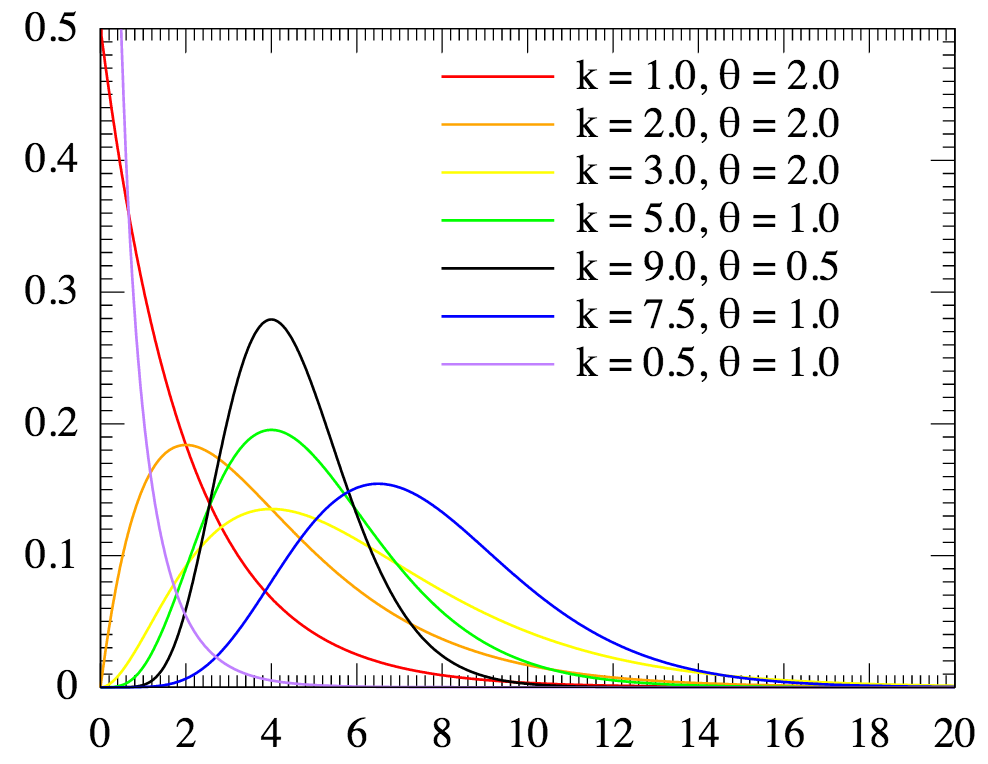 0.5
k = 1.0, θ = 2.0
k = 2.0, θ = 2.0
0.4
k = 3.0, θ = 2.0
k = 5.0, θ = 1.0
k = 9.0, θ = 0.5
0.3
k = 7.5, θ = 1.0
k = 0.5, θ = 1.0
0.2
0.1
0
0 2 4 6 8 10 12 14 16 18 20